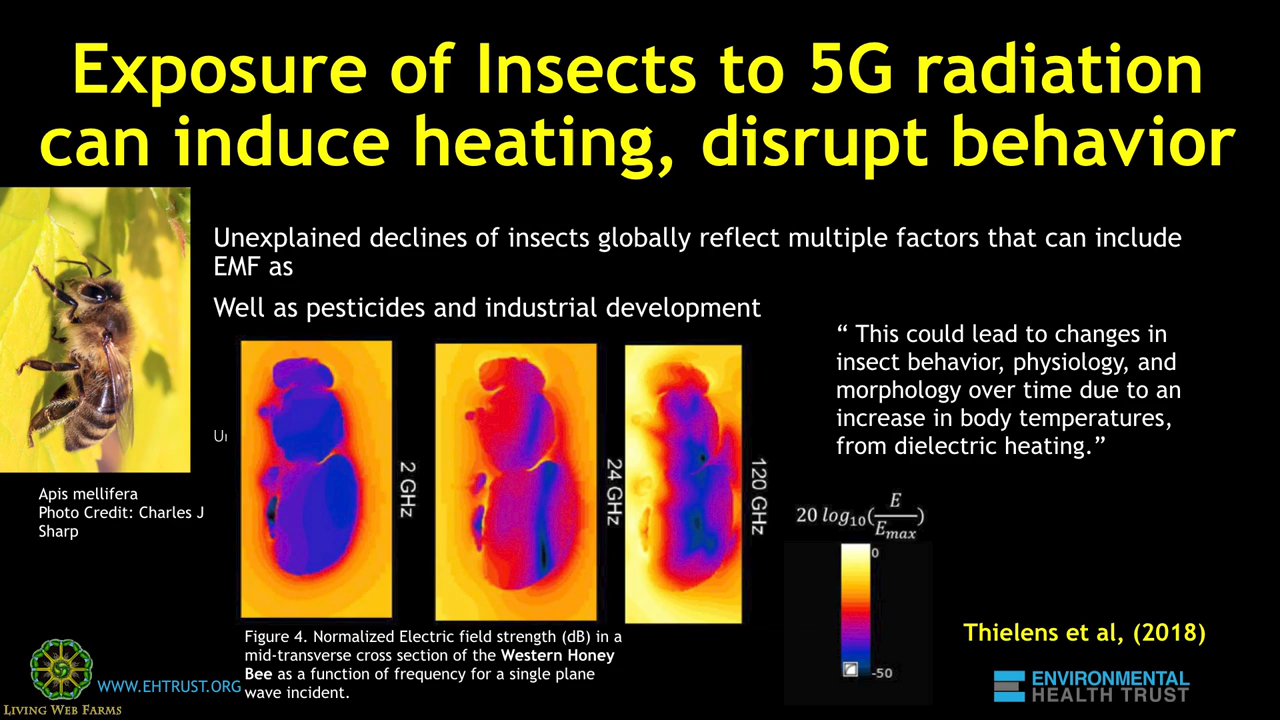 Exposure of Insects to 5G radiation
can induce heating, disrupt behavior
Unexplained declines of insects globally reflect multiple factors that can include
EMF as
Well as pesticides and industrial development
“ This could lead to changes in
insect behavior, physiology, and
morphology over time due to an
increase in body temperatures,
from dielectric heating.”
2 GHz
24 GHz
120 GHz
Apis mellifera
Photo Credit: Charles J
Sharp
20 log₁₀(E/Eₘₐₓ)
0
-50
Figure 4. Normalized Electric field strength (dB) in a
mid-transverse cross section of the Western Honey
Bee as a function of frequency for a single plane
wave incident.
Thielens et al, (2018)
WWW.EHTRUST.ORG
LIVING WEB FARMS
ENVIRONMENTAL
HEALTH TRUST